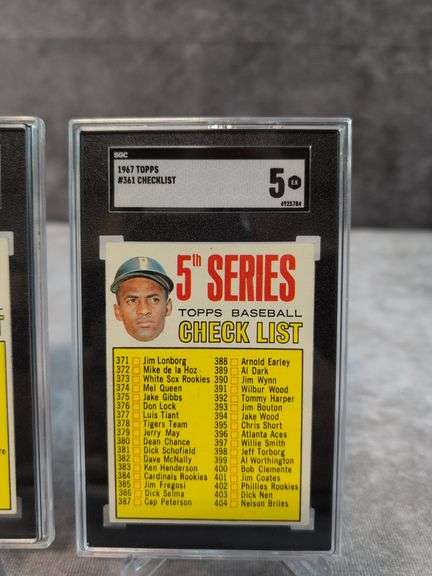 SGC
1967 TOPPS
#361 CHECKLIST
5 EX
6925784
5th SERIES
TOPPS BASEBALL
CHECK LIST
371 Jim Lonborg
372 Mike de la Hoz
373 White Sox Rookies
374 Mel Queen
375 Jake Gibbs
376 Don Lock
377 Luis Tiant
378 Tigers Team
379 Jerry May
380 Dean Chance
381 Dick Schofield
382 Dave McNally
383 Ken Henderson
384 Cardinals Rookies
385 Jim Fregosi
386 Dick Selma
387 Cap Peterson
388 Arnold Earley
389 Al Dark
390 Jim Wynn
391 Wilbur Wood
392 Tommy Harper
393 Jim Bouton
394 Jake Wood
395 Chris Short
396 Atlanta Aces
397 Willie Smith
398 Jeff Torborg
399 Al Worthington
400 Bob Clemente
401 Jim Coates
402 Phillies Rookies
403 Dick Nen
404 Nelson Briles